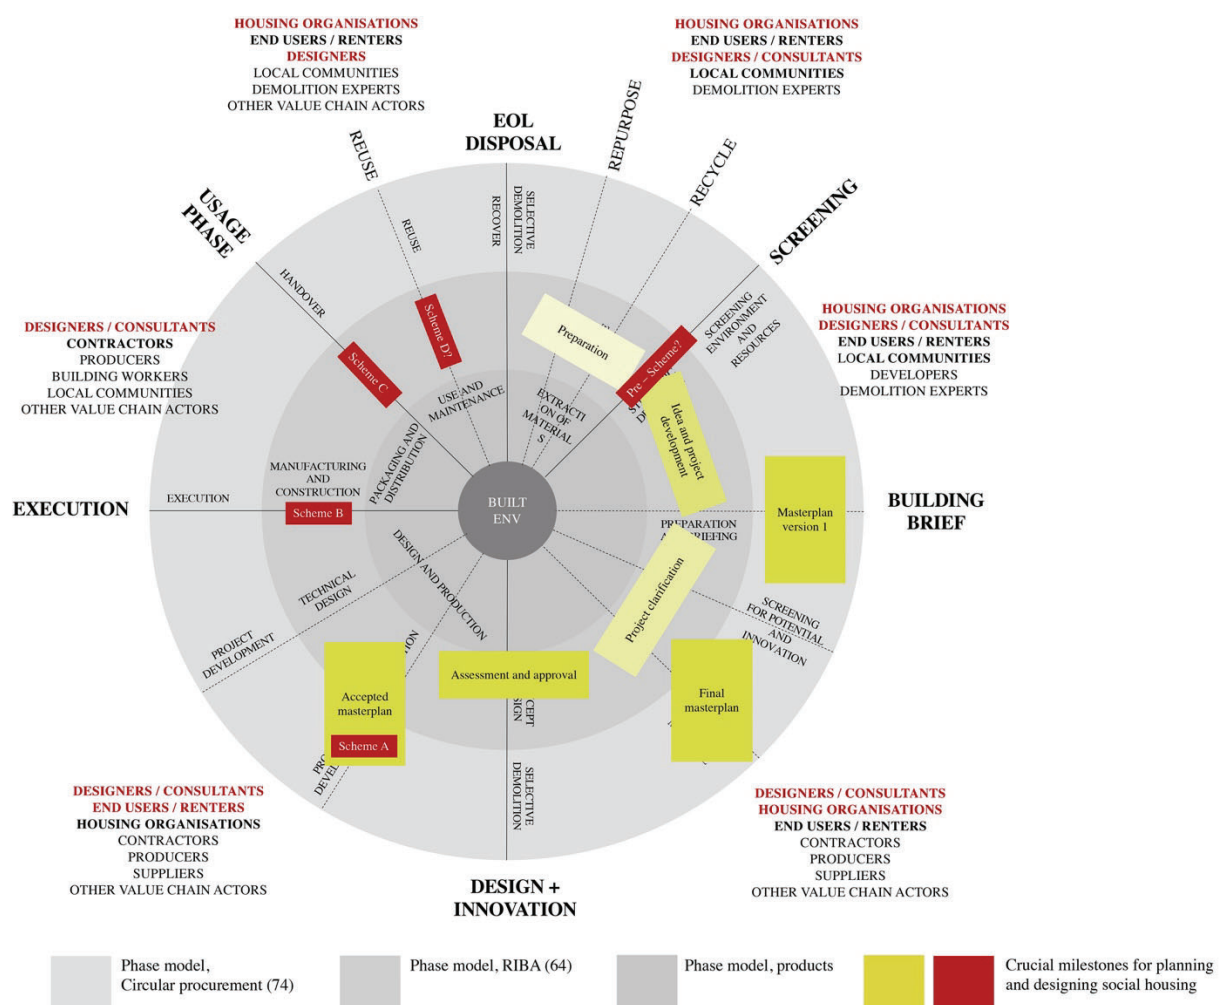 HOUSING ORGANISATIONS
END USERS / RENTERS
DESIGNERS
LOCAL COMMUNITIES
DEMOLITION EXPERTS
OTHER VALUE CHAIN ACTORS
HOUSING ORGANISATIONS
END USERS / RENTERS
DESIGNERS / CONSULTANTS
LOCAL COMMUNITIES
DEMOLITION EXPERTS
EOL
DISPOSAL
REUSE
REPURPOSE
RECYCLE
USAGE
PHASE
SCREENING
HANDOVER
REUSE
RECOVER
SELECTIVE
DEMOLITION
SCREENING
ENVIRONMENT
AND
RESOURCES
DESIGNERS / CONSULTANTS
CONTRACTORS
PRODUCERS
BUILDING WORKERS
LOCAL COMMUNITIES
OTHER VALUE CHAIN ACTORS
HOUSING ORGANISATIONS
DESIGNERS / CONSULTANTS
END USERS / RENTERS
LOCAL COMMUNITIES
DEVELOPERS
DEMOLITION EXPERTS
Scheme C
Scheme D?
Preparation
Pre – Scheme?
USE AND
MAINTENANCE
EXTRACTI
ON OF
MATERIAL
S
Idea and project
development
PACKAGING AND
DISTRIBUTION
MANUFACTURING
AND
CONSTRUCTION
EXECUTION
EXECUTION
Scheme B
BUILT
ENV
Masterplan
version 1
BUILDING
BRIEF
PREPARATION
Project clarification
DESIGN AND PRODUCTION
TECHNICAL
DESIGN
PROJECT
DEVELOPMENT
SCREENING
FOR POTENTIAL
AND
INNOVATION
Assessment and approval
Accepted
masterplan
Scheme A
Final
masterplan
SELECTIVE
DEMOLITION
DESIGNERS / CONSULTANTS
END USERS / RENTERS
HOUSING ORGANISATIONS
CONTRACTORS
PRODUCERS
SUPPLIERS
OTHER VALUE CHAIN ACTORS
DESIGNERS / CONSULTANTS
HOUSING ORGANISATIONS
END USERS / RENTERS
CONTRACTORS
PRODUCERS
SUPPLIERS
OTHER VALUE CHAIN ACTORS
DESIGN +
INNOVATION
Phase model,
Circular procurement (74)
Phase model, RIBA (64)
Phase model, products
Crucial milestones for planning
and designing social housing